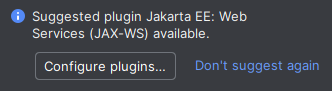 Suggested plugin Jakarta EE: Web
Services (JAX-WS) available.
Configure plugins... Don't suggest again